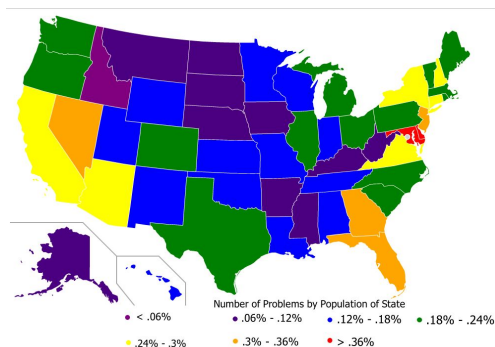 Number of Problems by Population of State
< .06% .06% - .12% .12% - .18% .18% - .24%
.24% - .3% .3% - .36% > .36%